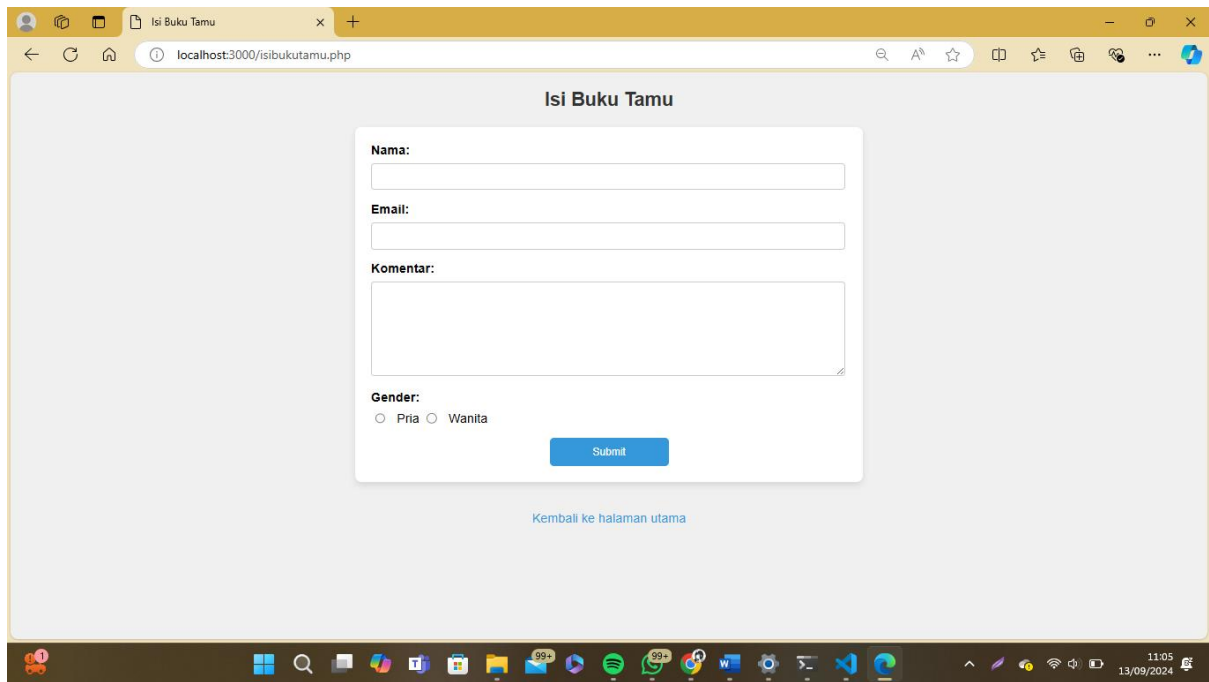 Isi Buku Tamu
localhost:3000/isibukutamu.php
Isi Buku Tamu
Nama:
Email:
Komentar:
Gender:
Pria Wanita
Submit
Kembali ke halaman utama
1
99+
99+
11:05
13/09/2024